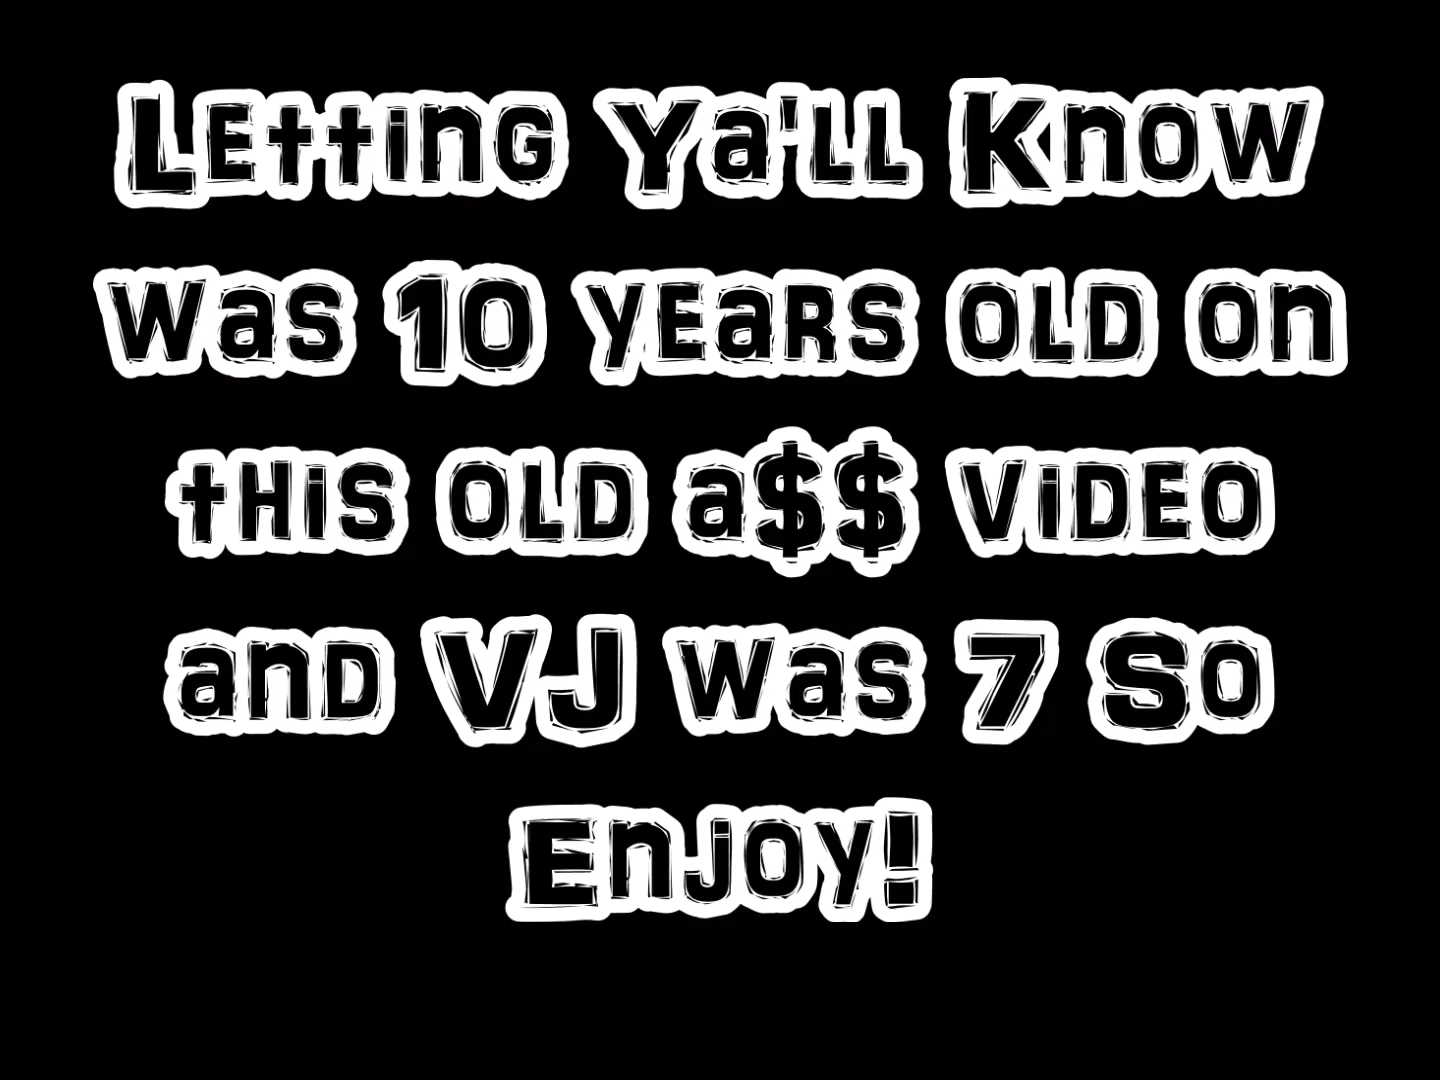 Letting Ya'll Know
was 10 years old on
this old a$$ video
and VJ was 7 So
Enjoy!